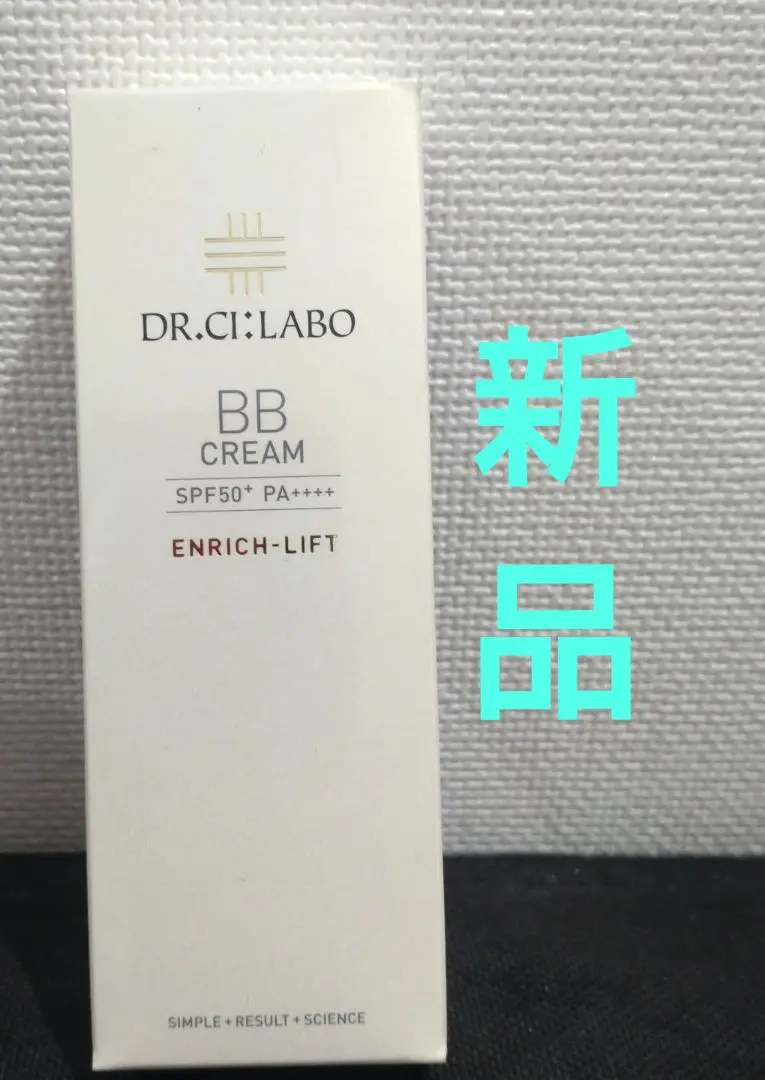 DR.CI:LABO
BB
CREAM
SPF50+ PA++++
ENRICH-LIFT
SIMPLE+RESULT+SCIENCE
新
品